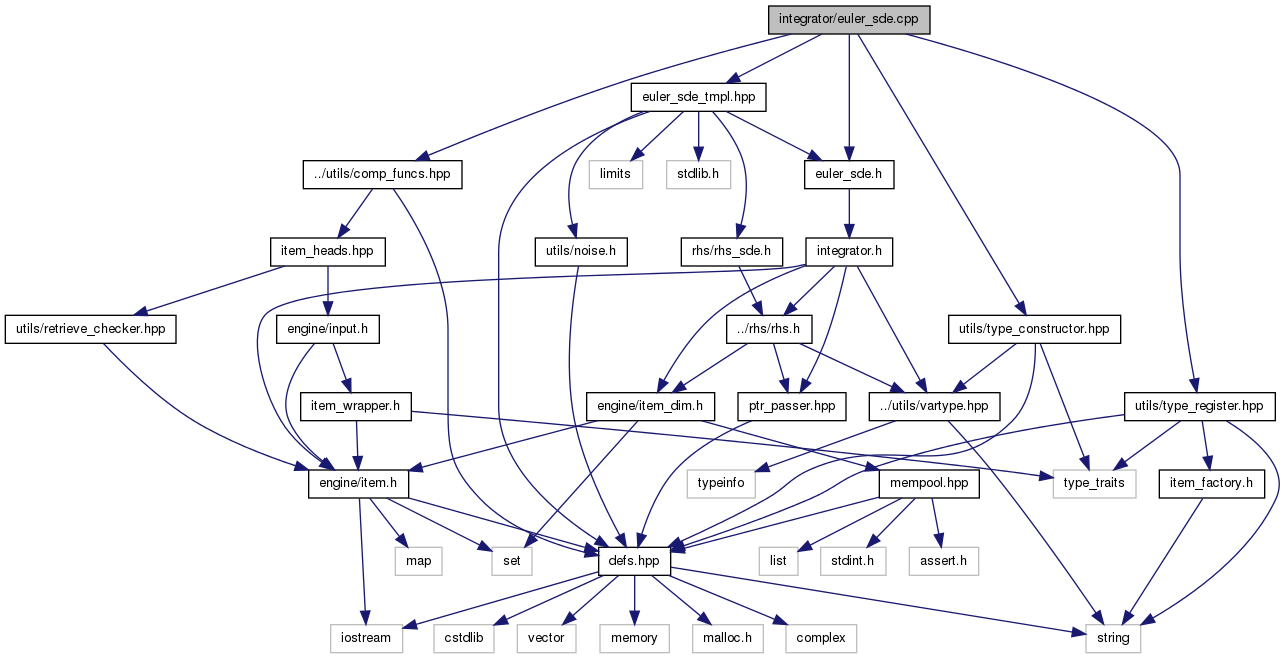 integrator/euler_sde.cpp
euler_sde_tmpl.hpp
../utils/comp_funcs.hpp
limits
stdlib.h
euler_sde.h
item_heads.hpp
utils/noise.h
rhs/rhs_sde.h
integrator.h
utils/retrieve_checker.hpp
engine/input.h
../rhs/rhs.h
utils/type_constructor.hpp
item_wrapper.h
engine/item_dim.h
ptr_passer.hpp
../utils/vartype.hpp
utils/type_register.hpp
engine/item.h
typeinfo
mempool.hpp
type_traits
item_factory.h
map
set
defs.hpp
list
stdint.h
assert.h
iostream
cstdlib
vector
memory
malloc.h
complex
string